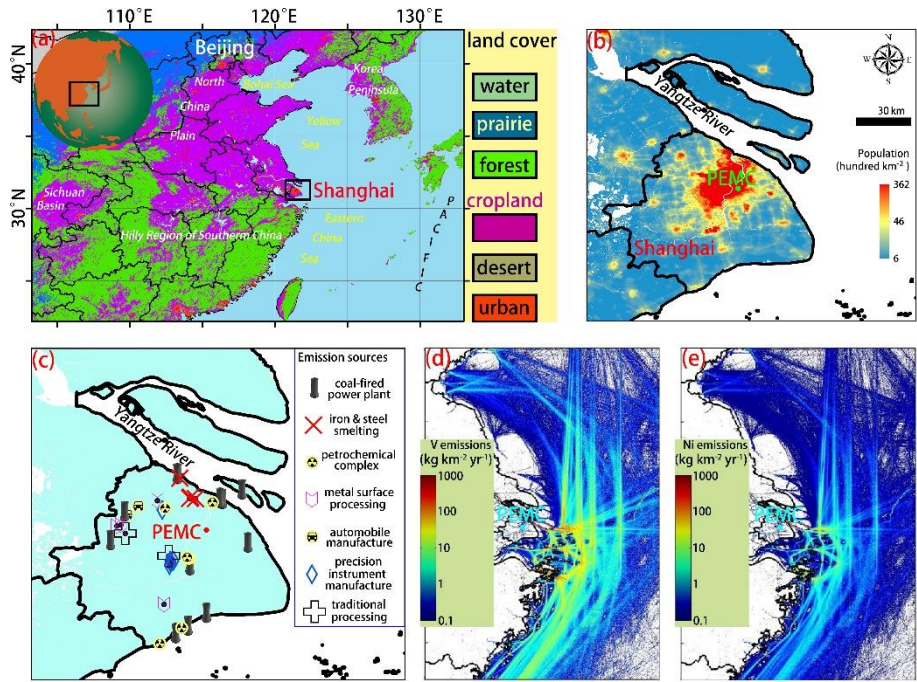 110°E
120°E
130°E
(a)
Beijing
40°N
30°N
North
China
Plain
Bohai Sea
Korea
Peninsula
Yellow
Sea
Sichuan
Basin
Shanghai
Hilly Region of Southern China
Eastern
China
Sea
PACIFIC
land cover
water
prairie
forest
cropland
desert
urban
(b)
Yangtze River
N
W
E
S
30 km
PEMC
Population
(hundred km⁻²)
362
6
Shanghai
(c)
Yangtze River
PEMC
Emission sources
coal-fired
power plant
iron & steel
smelting
petrochemical
complex
metal surface
processing
automobile
manufacture
precision
instrument
manufacture
traditional
processing
(d)
V emissions
(kg km⁻² yr⁻¹)
1000
100
10
1
0.1
PEMC
(e)
Ni emissions
(kg km⁻² yr⁻¹)
1000
100
10
1
0.1
PEMC